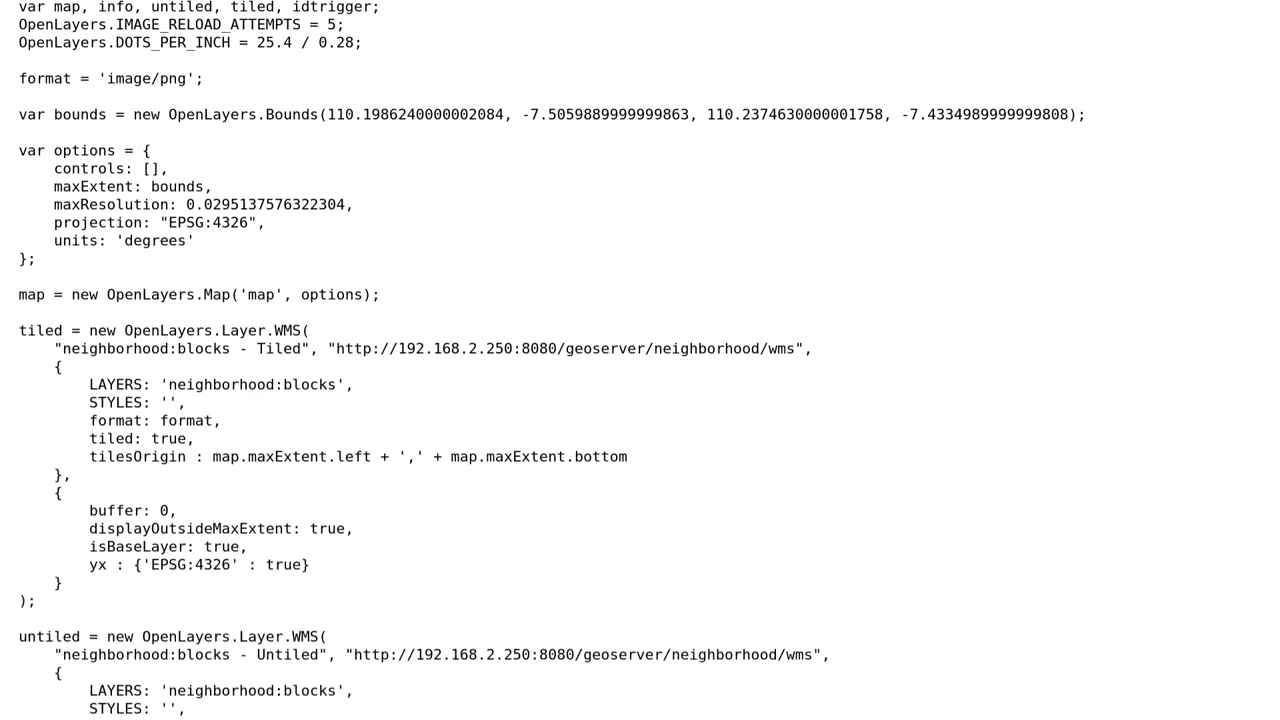 var map, info, untiled, tiled, idtrigger;
OpenLayers.IMAGE_RELOAD_ATTEMPTS = 5;
OpenLayers.DOTS_PER_INCH = 25.4 / 0.28;

format = 'image/png';

var bounds = new OpenLayers.Bounds(110.1986240000002084, -7.5059889999999863, 110.2374630000001758, -7.4334989999999808);

var options = {
    controls: [],
    maxExtent: bounds,
    maxResolution: 0.0295137576322304,
    projection: "EPSG:4326",
    units: 'degrees'
};

map = new OpenLayers.Map('map', options);

tiled = new OpenLayers.Layer.WMS(
    "neighborhood:blocks - Tiled", "http://192.168.2.250:8080/geoserver/neighborhood/wms",
    {
        LAYERS: 'neighborhood:blocks',
        STYLES: '',
        format: format,
        tiled: true,
        tilesOrigin : map.maxExtent.left + ',' + map.maxExtent.bottom
    },
    {
        buffer: 0,
        displayOutsideMaxExtent: true,
        isBaseLayer: true,
        yx : {'EPSG:4326' : true}
    }
);

untiled = new OpenLayers.Layer.WMS(
    "neighborhood:blocks - Untiled", "http://192.168.2.250:8080/geoserver/neighborhood/wms",
    {
        LAYERS: 'neighborhood:blocks',
        STYLES: '',